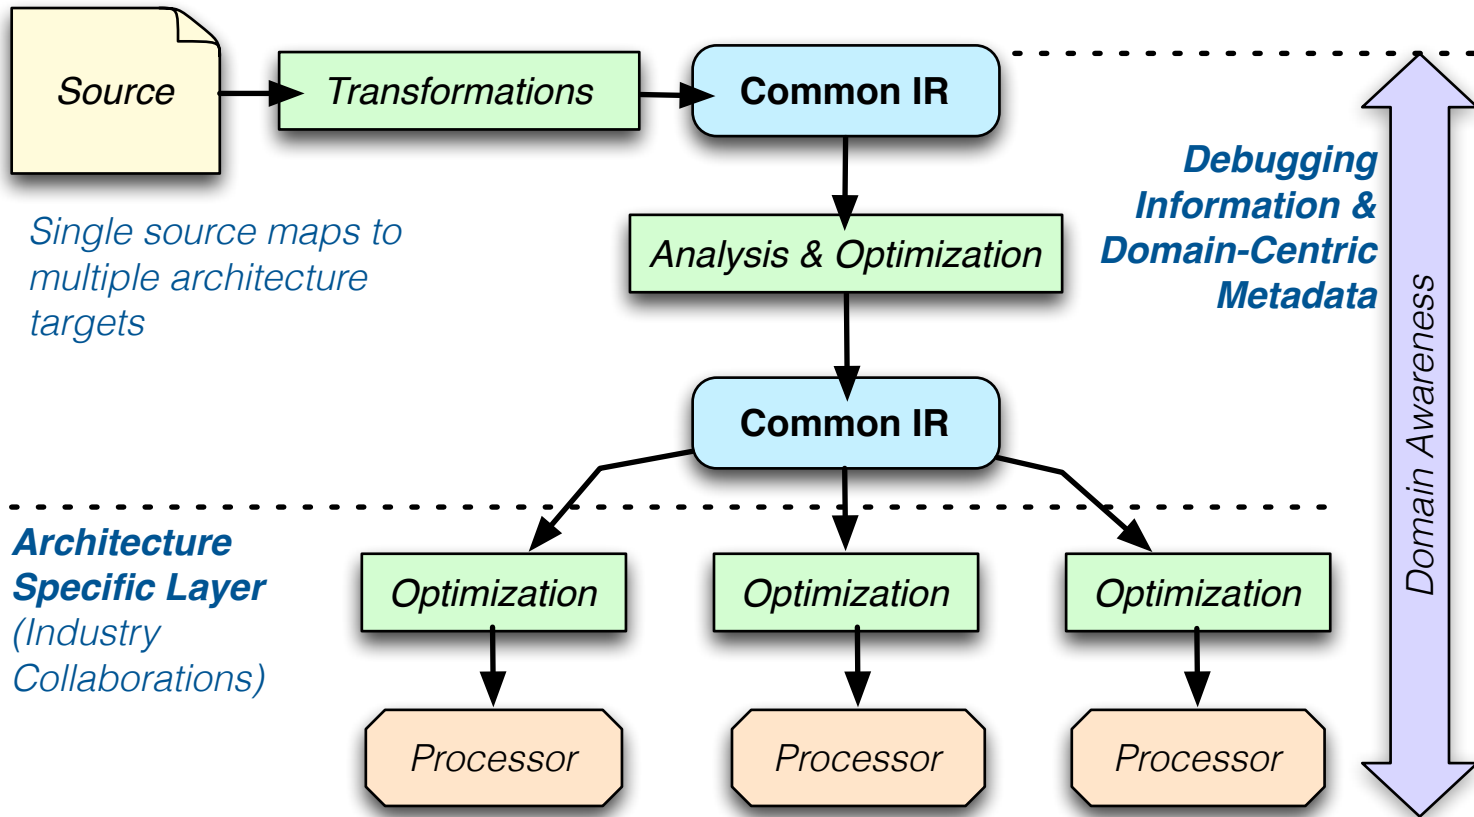 Source
Transformations
Common IR
Single source maps to
multiple architecture
targets
Debugging
Information &
Domain-Centric
Metadata
Analysis & Optimization
Common IR
Domain Awareness
Architecture
Specific Layer
(Industry
Collaborations)
Optimization
Optimization
Optimization
Processor
Processor
Processor